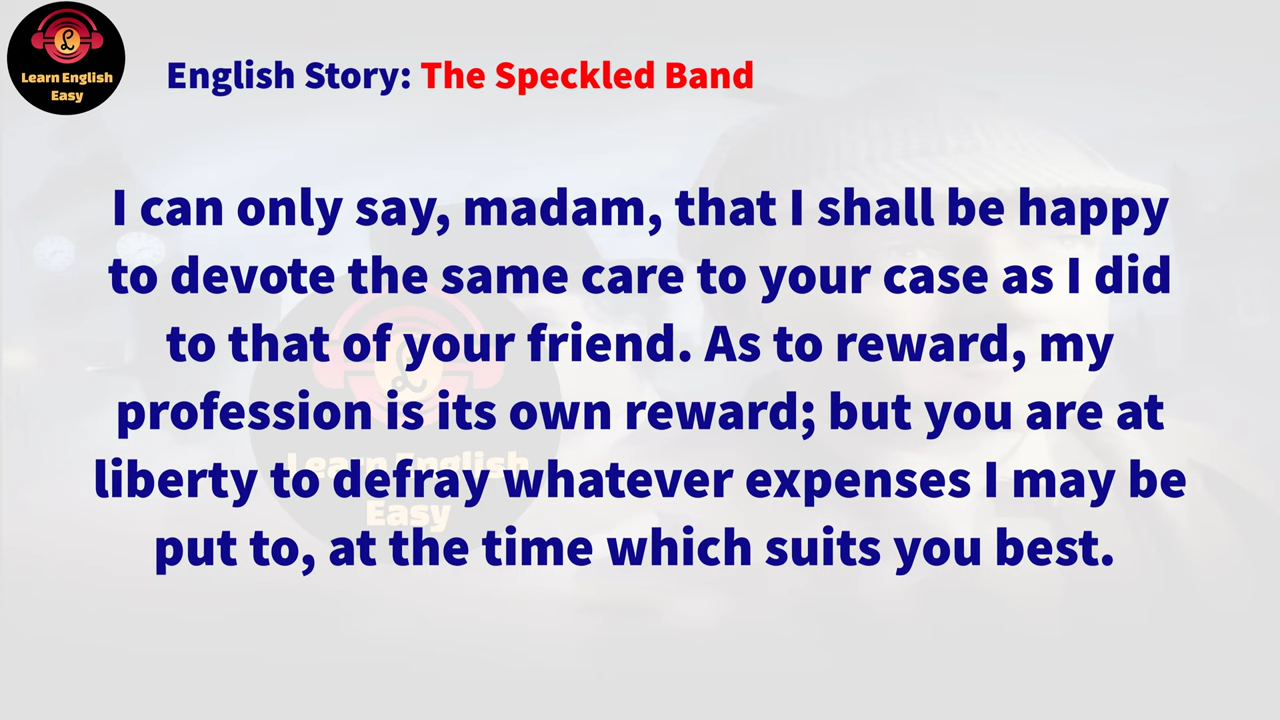 Learn English
Easy
English Story: The Speckled Band
I can only say, madam, that I shall be happy
to devote the same care to your case as I did
to that of your friend. As to reward, my
profession is its own reward; but you are at
liberty to defray whatever expenses I may be
put to, at the time which suits you best.
Learn English
Easy